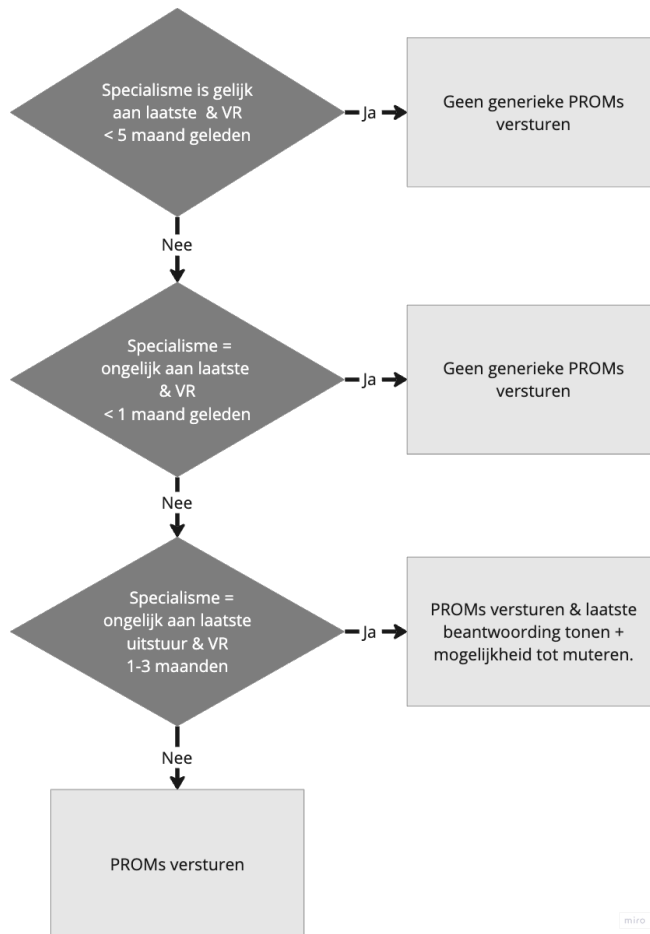 Specialisme is gelijk
aan laatste & VR
< 5 maand geleden
Ja
Geen generieke PROMs
versturen
Nee
Specialisme =
ongelijk aan laatste
& VR
< 1 maand geleden
Ja
Geen generieke PROMs
versturen
Nee
Specialisme =
ongelijk aan laatste
uitstuur & VR
1-3 maanden
Ja
PROMs versturen & laatste
beantwoording tonen +
mogelijkheid tot muteren.
Nee
PROMs versturen
miro